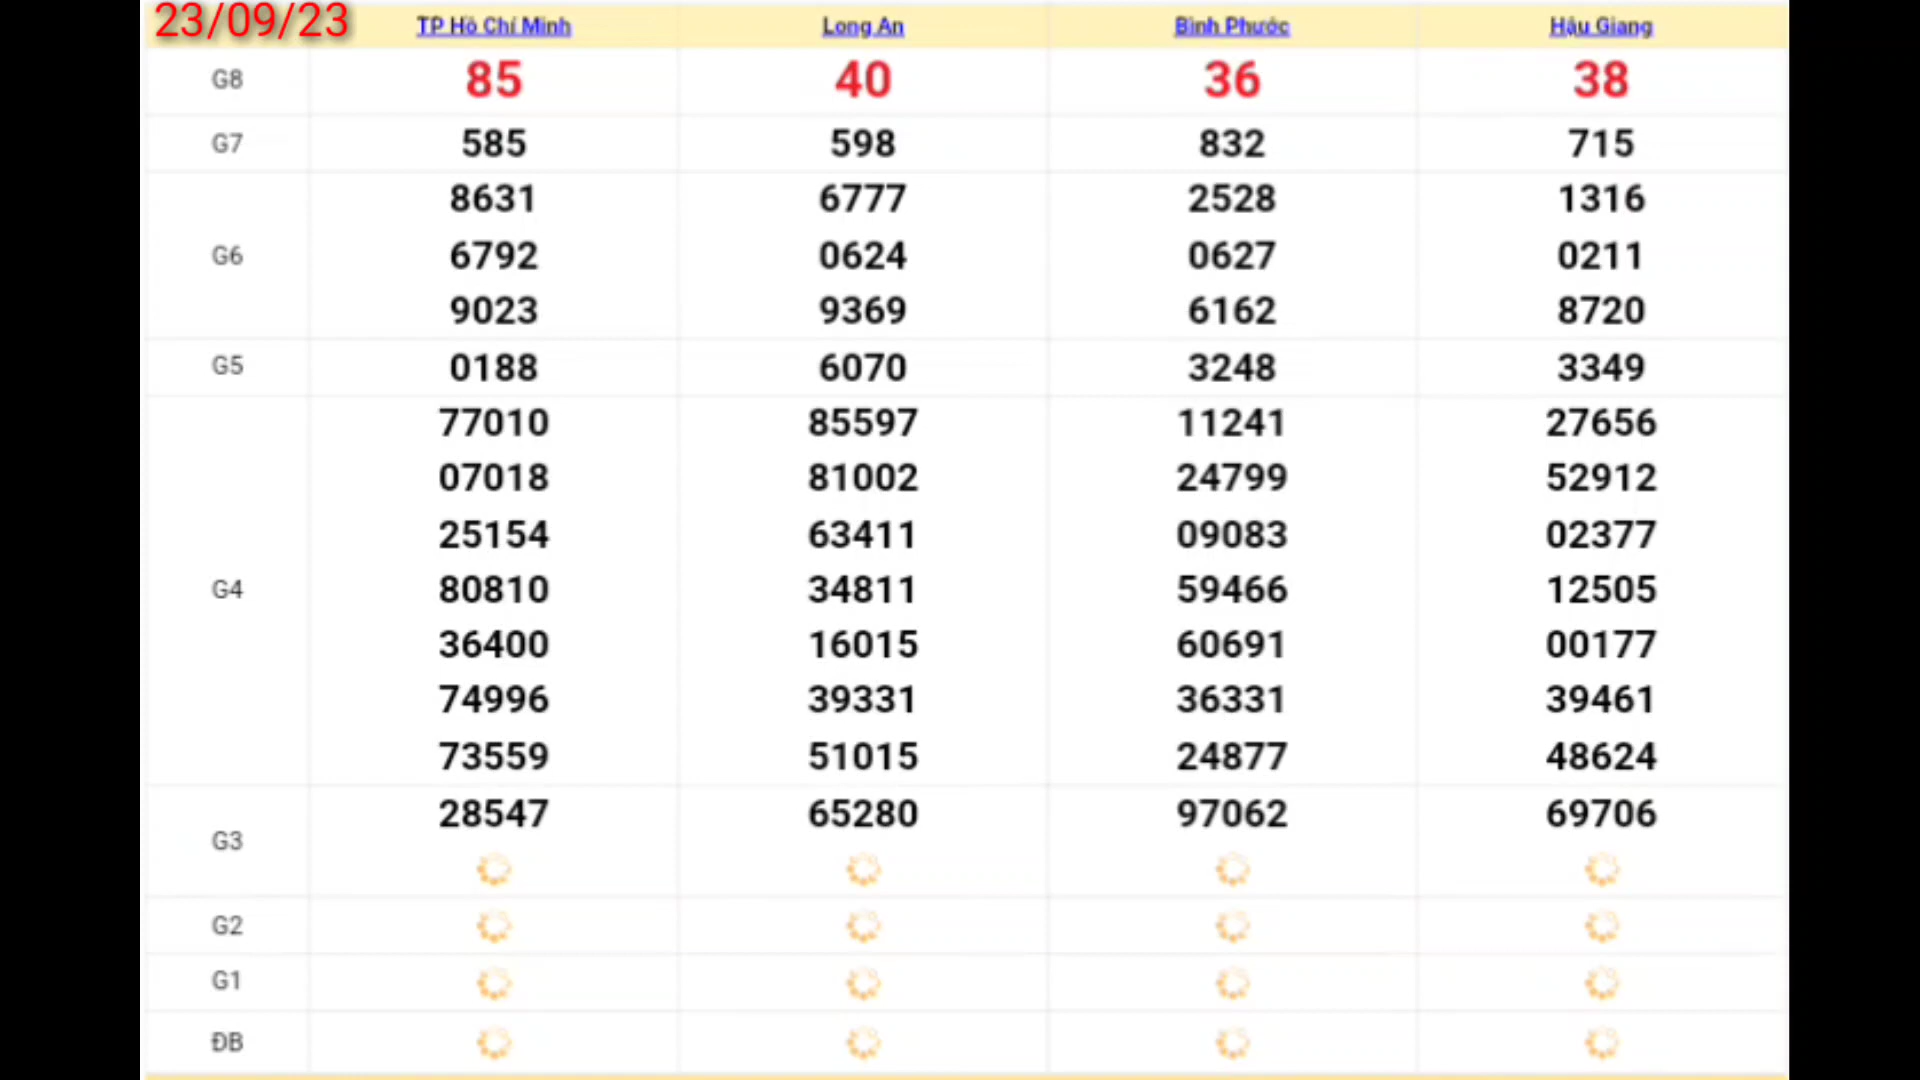 23/09/23 TP Hồ Chí Minh Long An Bình Phước Hậu Giang
G8 85 40 36 38
G7 585 598 832 715
8631 6777 2528 1316
G6 6792 0624 0627 0211
9023 9369 6162 8720
G5 0188 6070 3248 3349
77010 85597 11241 27656
07018 81002 24799 52912
25154 63411 09083 02377
G4 80810 34811 59466 12505
36400 16015 60691 00177
74996 39331 36331 39461
73559 51015 24877 48624
28547 65280 97062 69706
G3
G2
G1
ĐB